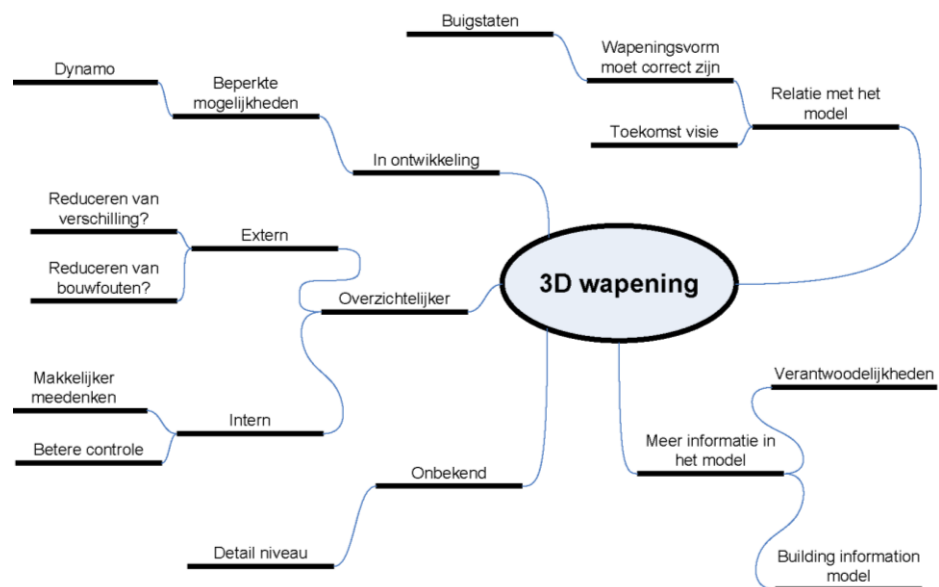 Buigstaten
Wapeningsvorm
moet correct zijn
Relatie met het
model
Toekomst visie
Dynamo
Beperkte
mogelijkheden
In ontwikkeling
Reduceren van
verschilling?
Extern
Reduceren van
bouwfouten?
Overzichtelijker
3D wapening
Makkelijker
meedenken
Intern
Betere controle
Onbekend
Detail niveau
Verantwoodelijkheden
Meer informatie in
het model
Building information
model